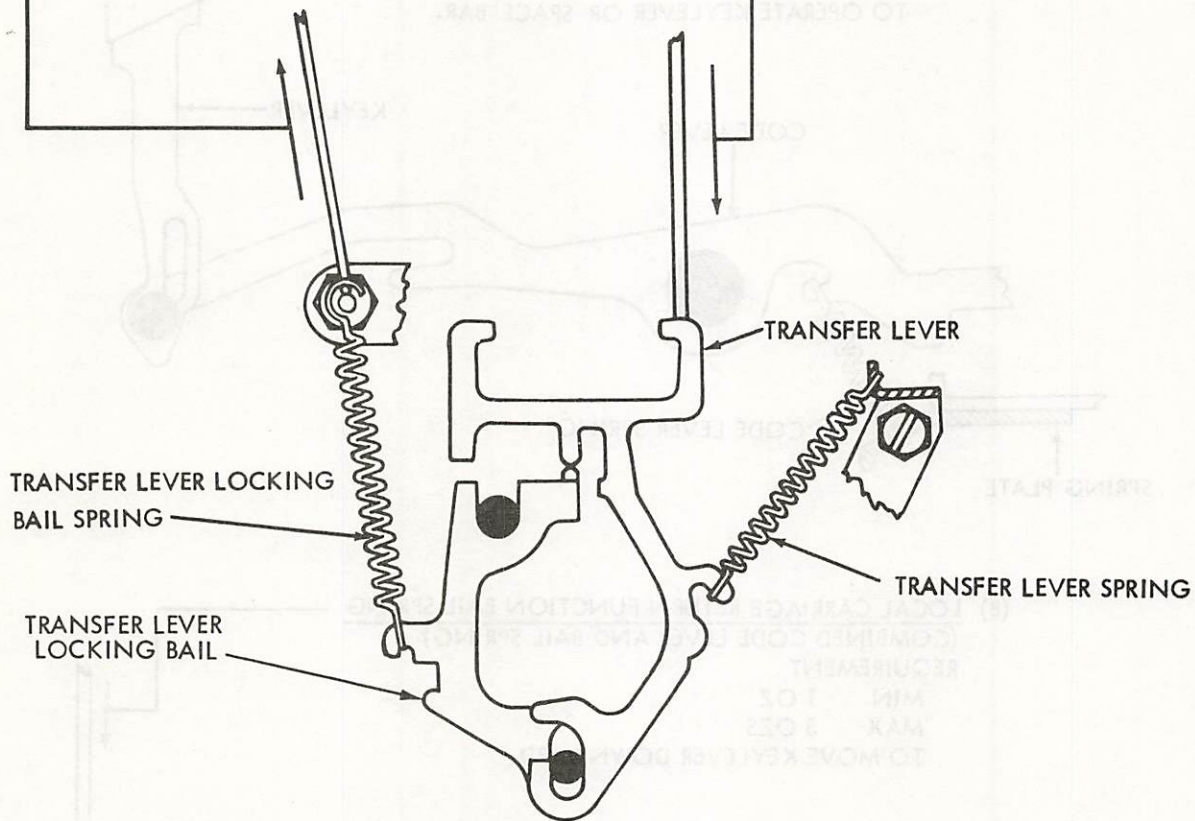 TRANSFER LEVER
TRANSFER LEVER LOCKING
BAIL SPRING
TRANSFER LEVER SPRING
TRANSFER LEVER
LOCKING BAIL